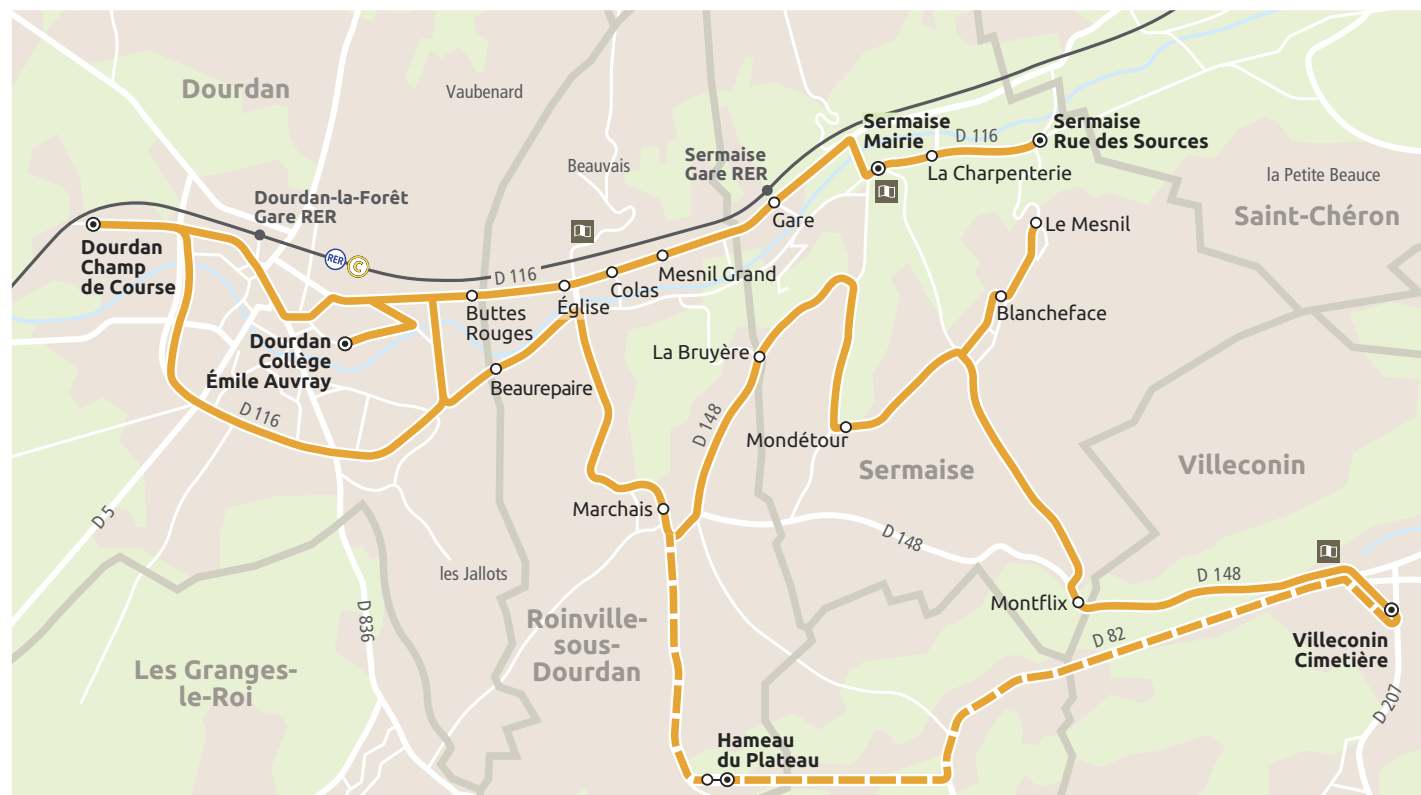 Dourdan
Vaubenard
Sermaise
Mairie
D 116
Sermaise
Rue des Sources
Beauvais
Sermaise
Gare RER
La Charpenterie
la Petite Beauce
Saint-Chéron
Dourdan-la-Forêt
Gare RER
Gare
Le Mesnil
Dourdan
Champ
de Course
RER
C
D 116
Mesnil Grand
Colas
Église
Buttes
Rouges
Blancheface
Dourdan
Collège
Émile Auvray
La Bruyère
Beaurepaire
D 116
D 148
Mondétour
Sermaise
Villeconin
Marchais
D 5
D 148
les Jallots
D 148
Montflix
D 836
Roinville-
sous-
Dourdan
D 82
Villeconin
Cimetière
Les Granges-
le-Roi
D 207
Hameau
du Plateau